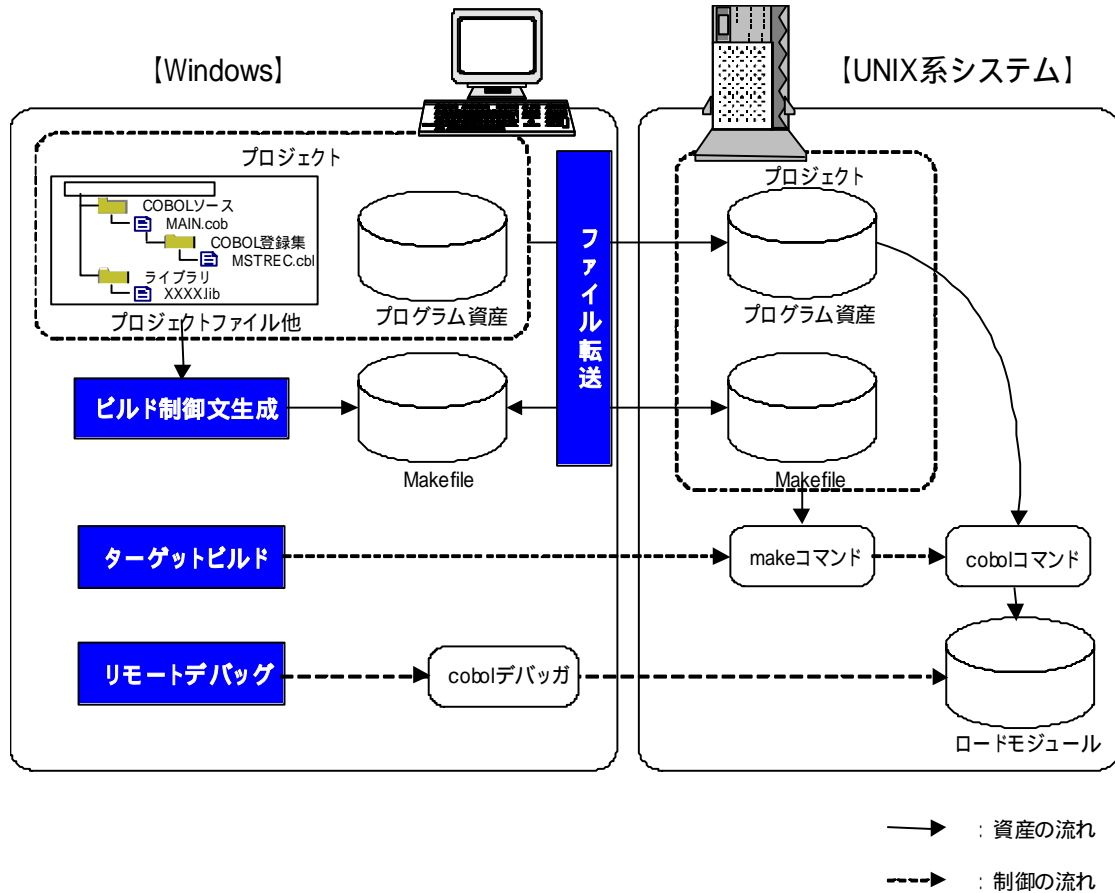 【Windows】
【UNIX系システム】
プロジェクト
COBOLソース
MAIN.cob
COBOL登録集
MSTREC.cbl
ライブラリ
XXXX.lib
プロジェクトファイル他
プログラム資産
ファイル転送
プロジェクト
プログラム資産
ビルド制御文生成
Makefile
Makefile
ターゲットビルド
makeコマンド
cobolコマンド
リモートデバッグ
cobolデバッガ
ロードモジュール
：資産の流れ
：制御の流れ